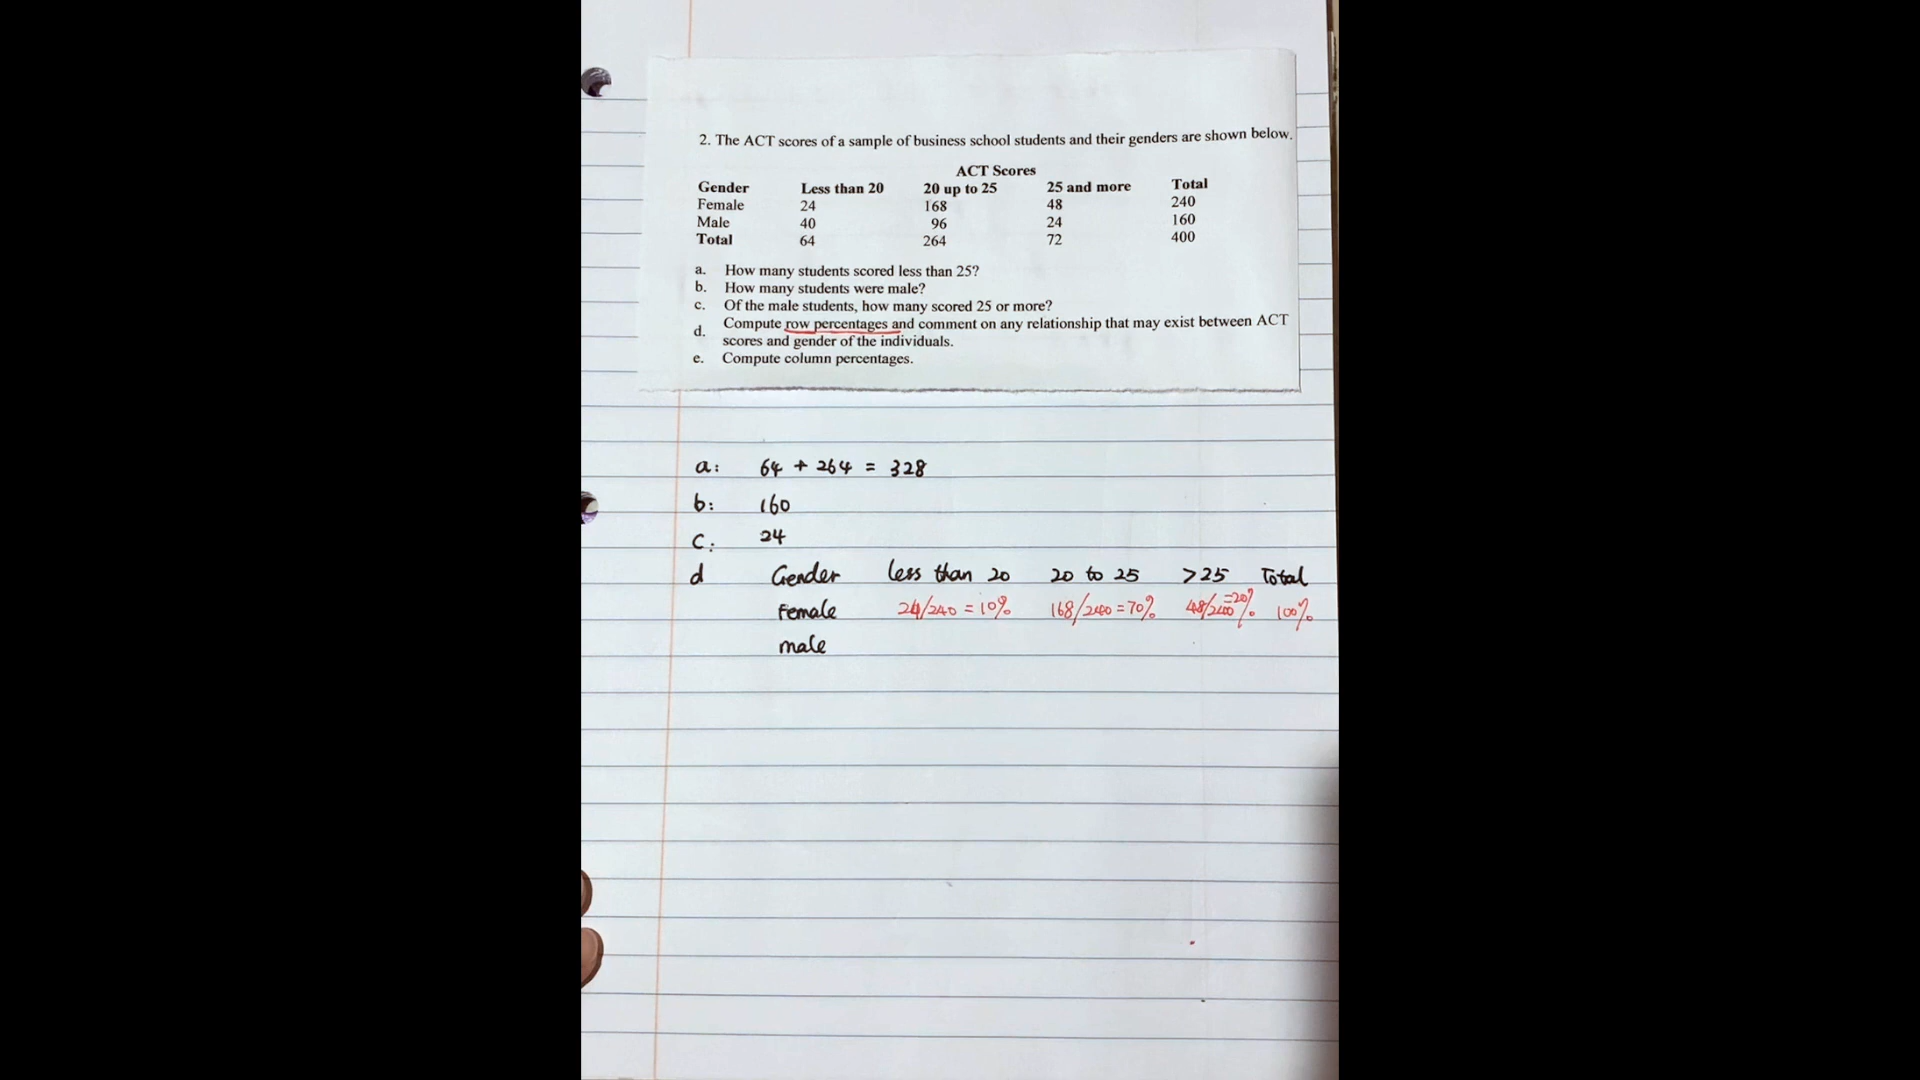 2. The ACT scores of a sample of business school students and their genders are shown below.
ACT Scores
Gender Less than 20 20 up to 25 25 and more Total
Female 24 168 48 240
Male 40 96 24 160
Total 64 264 72 400
a. How many students scored less than 25?
b. How many students were male?
c. Of the male students, how many scored 25 or more?
d. Compute row percentages and comment on any relationship that may exist between ACT
scores and gender of the individuals.
e. Compute column percentages.
a: 64 + 264 = 328
b: 160
C: 24
d Gender less than 20 20 to 25 >25 Total
Female 24/240 = 10% 168/240 = 70% 48/240 = 20% 100%
male